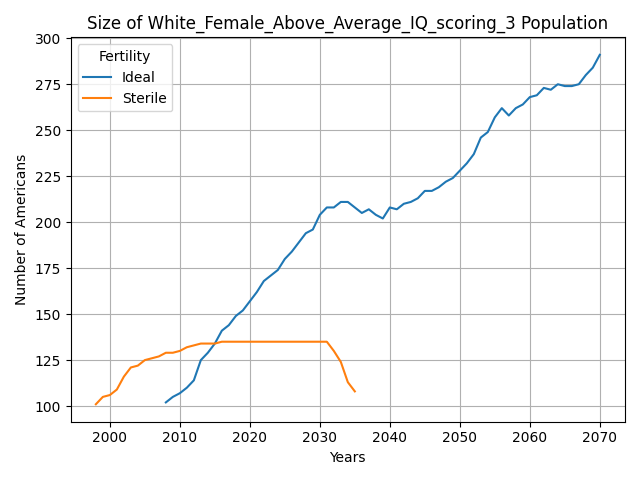 Size of White_Female_Above_Average_IQ_scoring_3 Population
Fertility
Ideal
Sterile
300
275
250
225
200
175
150
125
100
Number of Americans
2000 2010 2020 2030 2040 2050 2060 2070
Years